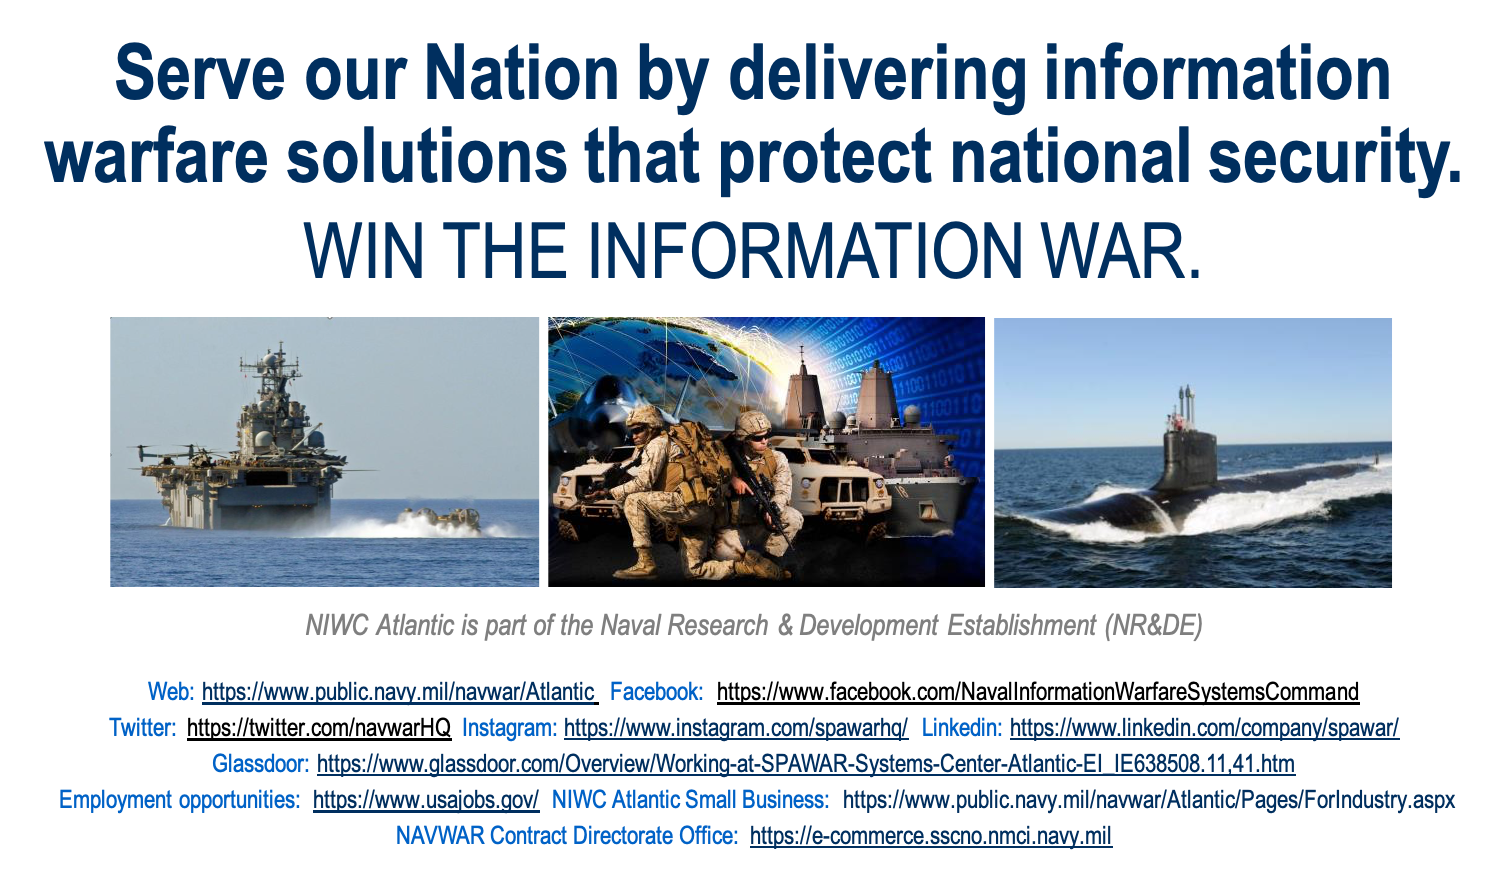 Serve our Nation by delivering information
warfare solutions that protect national security.
WIN THE INFORMATION WAR.
NIWC Atlantic is part of the Naval Research & Development Establishment (NR&DE)
Web: https://www.public.navy.mil/navwar/Atlantic Facebook: https://www.facebook.com/NavalInformationWarfareSystemsCommand
Twitter: https://twitter.com/navwarHQ Instagram: https://www.instagram.com/spawarhq/ Linkedin: https://www.linkedin.com/company/spawar/
Glassdoor: https://www.glassdoor.com/Overview/Working-at-SPAWAR-Systems-Center-Atlantic-EI_IE638508.11,41.htm
Employment opportunities: https://www.usajobs.gov/ NIWC Atlantic Small Business: https://www.public.navy.mil/navwar/Atlantic/Pages/ForIndustry.aspx
NAVWAR Contract Directorate Office: https://e-commerce.sscno.nmci.navy.mil